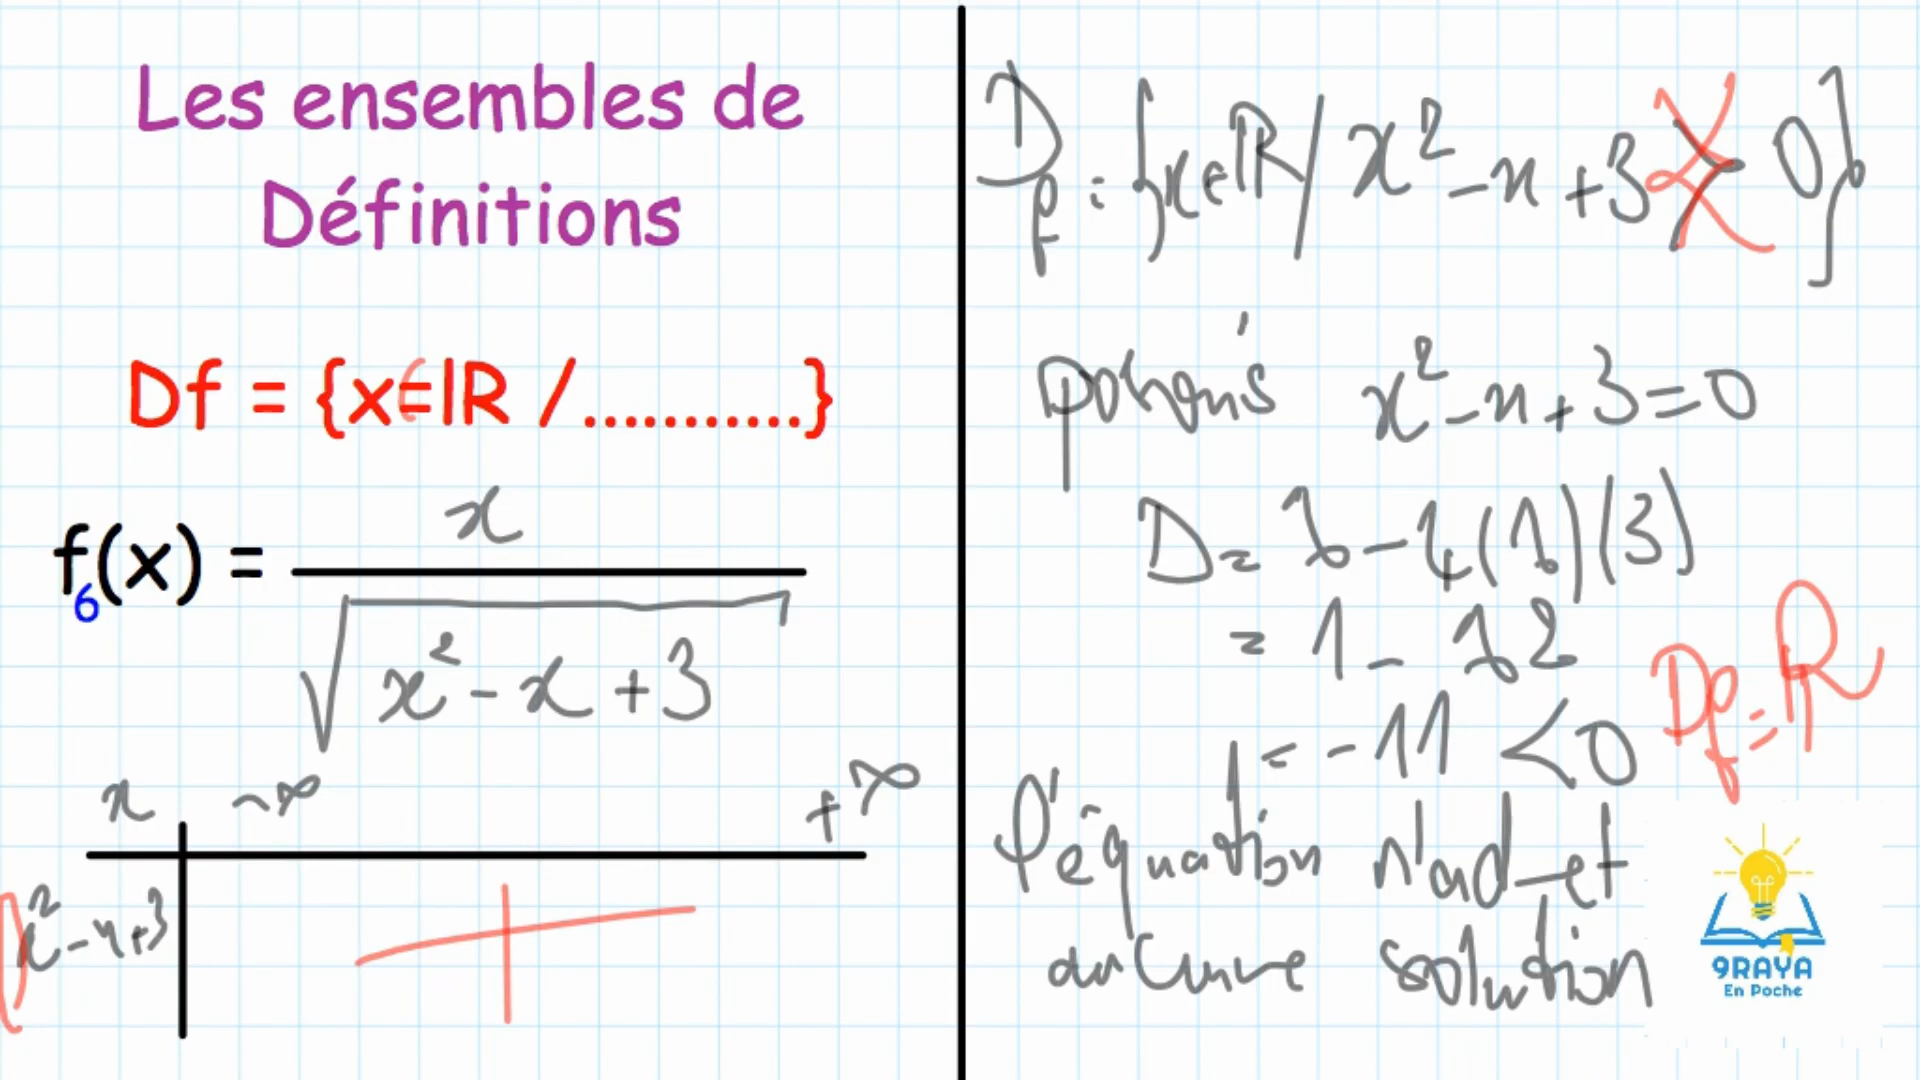 Les ensembles de
Définitions
Df = {x∈IR /...........}
f₆(x) = x / √(x² - x + 3)
x -∞ +∞
x² - x + 3 +
Df = {x∈IR / x² - x + 3 > 0}
posons x² - x + 3 = 0
D = 1 - 4(1)(3)
= 1 - 12
= -11 < 0
Df = IR
l'équation n'admet
aucune solution
9RAYA
En Poche